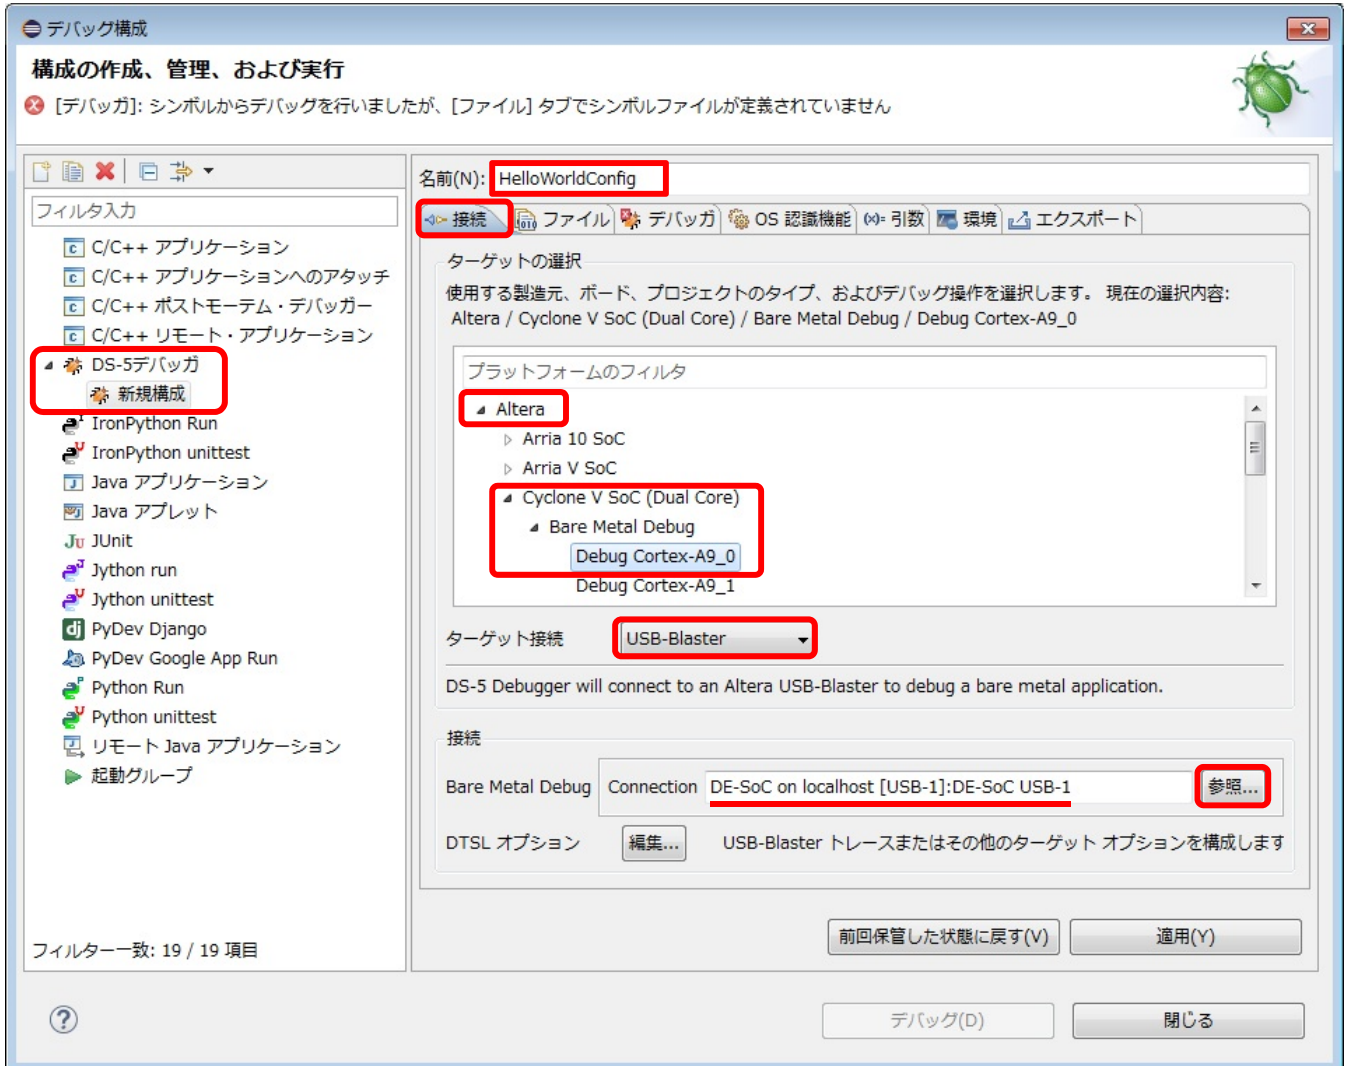 デバッグ構成
構成の作成、管理、および実行
[デバッガ]: シンボルからデバッグを行いましたが、[ファイル] タブでシンボルファイルが定義されていません
フィルタ入力
C/C++ アプリケーション
C/C++ アプリケーションへのアタッチ
C/C++ ポストモーテム・デバッガー
C/C++ リモート・アプリケーション
DS-5デバッガ
新規構成
IronPython Run
IronPython unittest
Java アプリケーション
Java アプレット
JUnit
Jython run
Jython unittest
PyDev Django
PyDev Google App Run
Python Run
Python unittest
リモート Java アプリケーション
起動グループ
フィルター一致: 19 / 19 項目
名前(N): HelloWorldConfig
接続 ファイル デバッガ OS 認識機能 引数 環境 エクスポート
ターゲットの選択
使用する製造元、ボード、プロジェクトのタイプ、およびデバッグ操作を選択します。 現在の選択内容:
Altera / Cyclone V SoC (Dual Core) / Bare Metal Debug / Debug Cortex-A9_0
プラットフォームのフィルタ
Altera
Arria 10 SoC
Arria V SoC
Cyclone V SoC (Dual Core)
Bare Metal Debug
Debug Cortex-A9_0
Debug Cortex-A9_1
ターゲット接続 USB-Blaster
DS-5 Debugger will connect to an Altera USB-Blaster to debug a bare metal application.
接続
Bare Metal Debug Connection DE-SoC on localhost [USB-1]:DE-SoC USB-1 参照...
DTSL オプション 編集... USB-Blaster トレースまたはその他のターゲット オプションを構成します
前回保管した状態に戻す(V) 適用(Y)
デバッグ(D) 閉じる